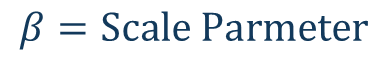 β = Scale Parmeter